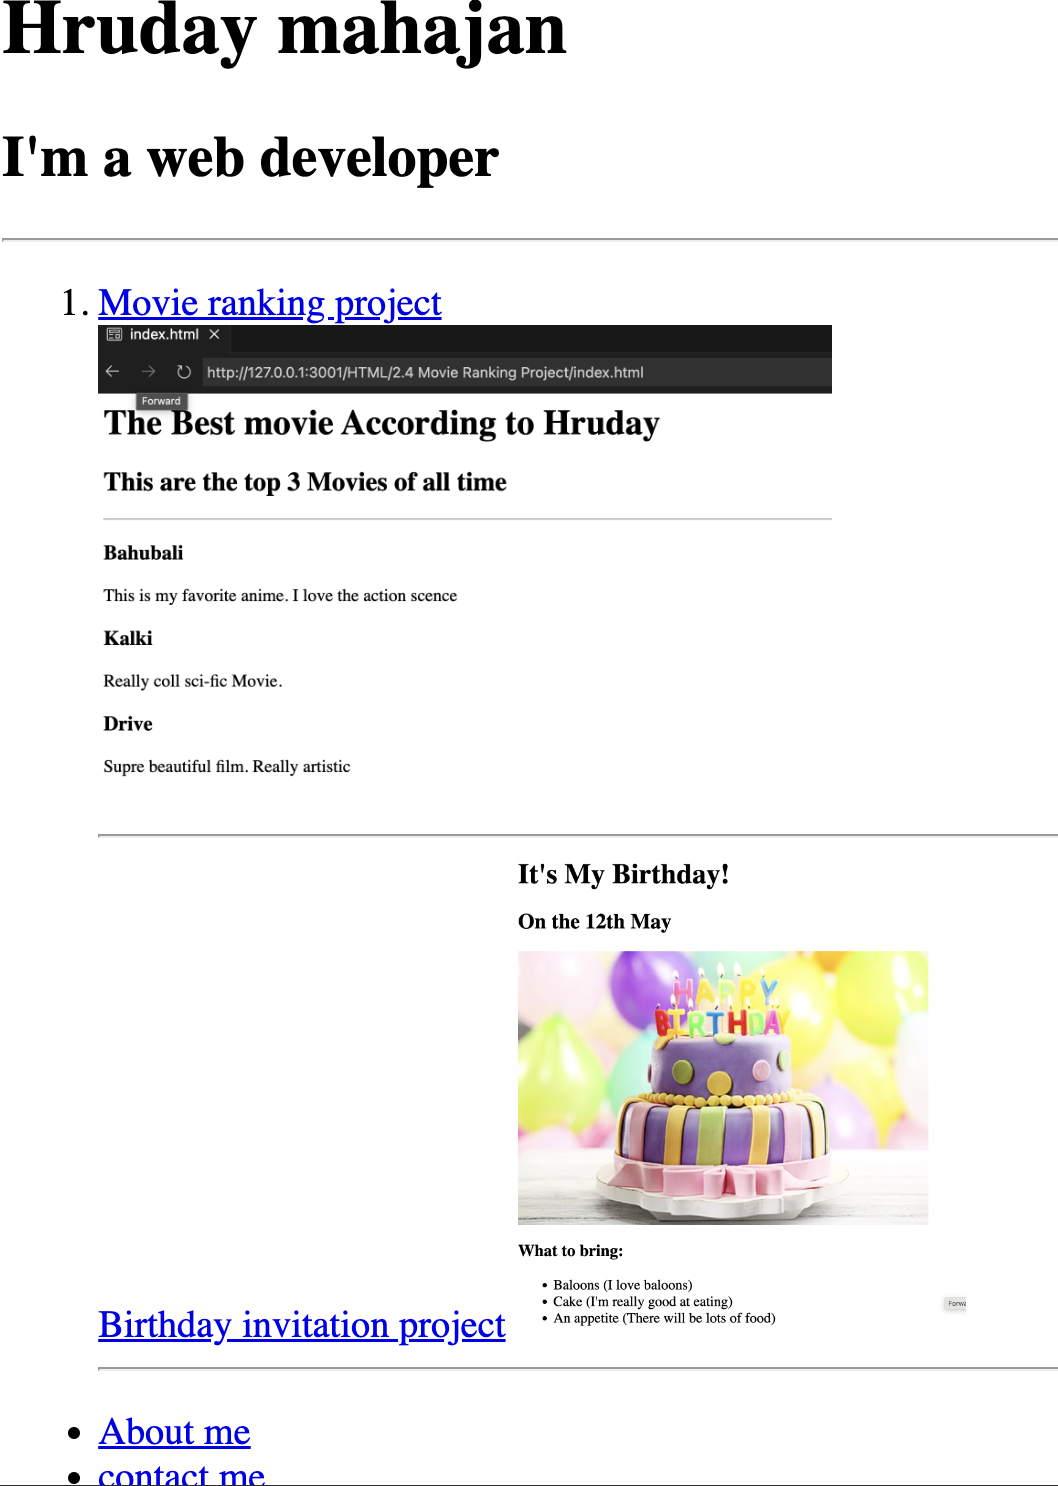 Hruday mahajan
I'm a web developer
1. Movie ranking project
index.html ×
http://127.0.0.1:3001/HTML/2.4 Movie Ranking Project/index.html
Forward
The Best movie According to Hruday
This are the top 3 Movies of all time
Bahubali
This is my favorite anime. I love the action scence
Kalki
Really coll sci-fic Movie.
Drive
Supre beautiful film. Really artistic
It's My Birthday!
On the 12th May
HAPPY
BIRTHDAY
What to bring:
• Baloons (I love baloons)
• Cake (I'm really good at eating)
• An appetite (There will be lots of food)
Forwa
Birthday invitation project
• About me
• contact me